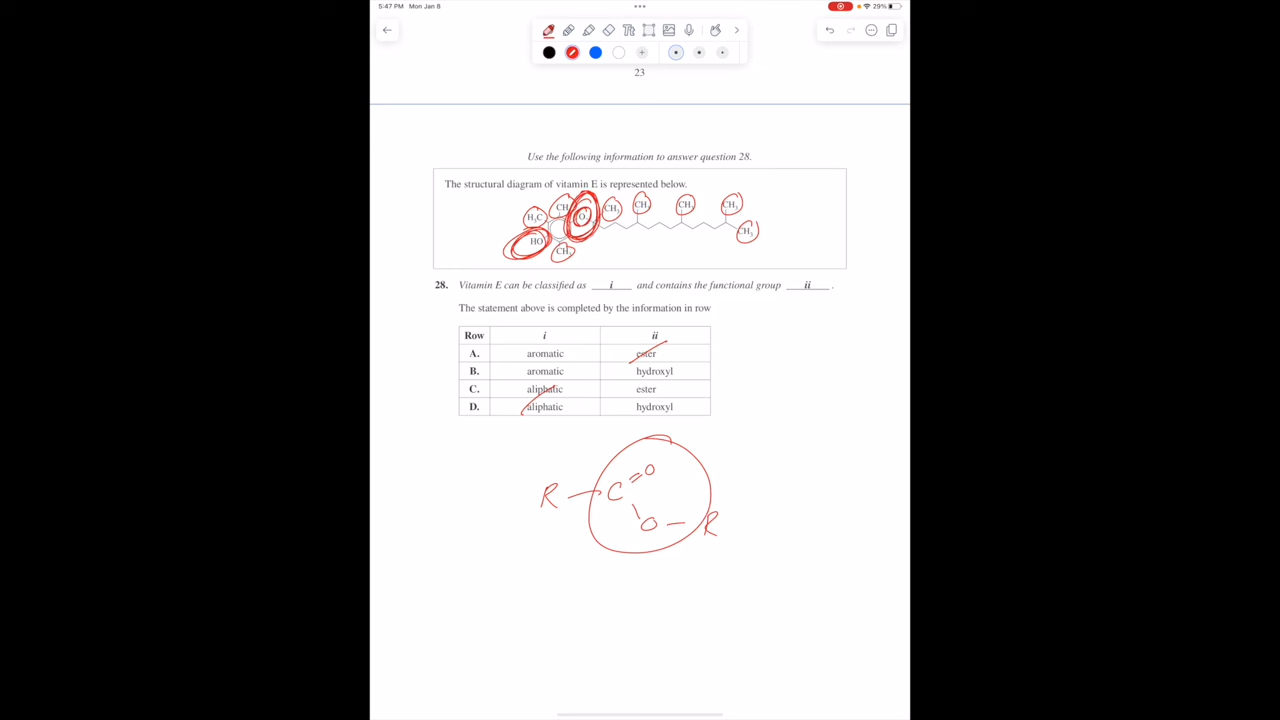 5:47 PM Mon Jan 8
29%
23
Use the following information to answer question 28.
The structural diagram of vitamin E is represented below.
CH O CH₃ CH₃ CH₃ CH₃
H₃C
HO CH₃
CH₃
28. Vitamin E can be classified as i and contains the functional group ii .
The statement above is completed by the information in row
Row i ii
A. aromatic ester
B. aromatic hydroxyl
C. aliphatic ester
D. aliphatic hydroxyl
=O
R — C
\ O — R